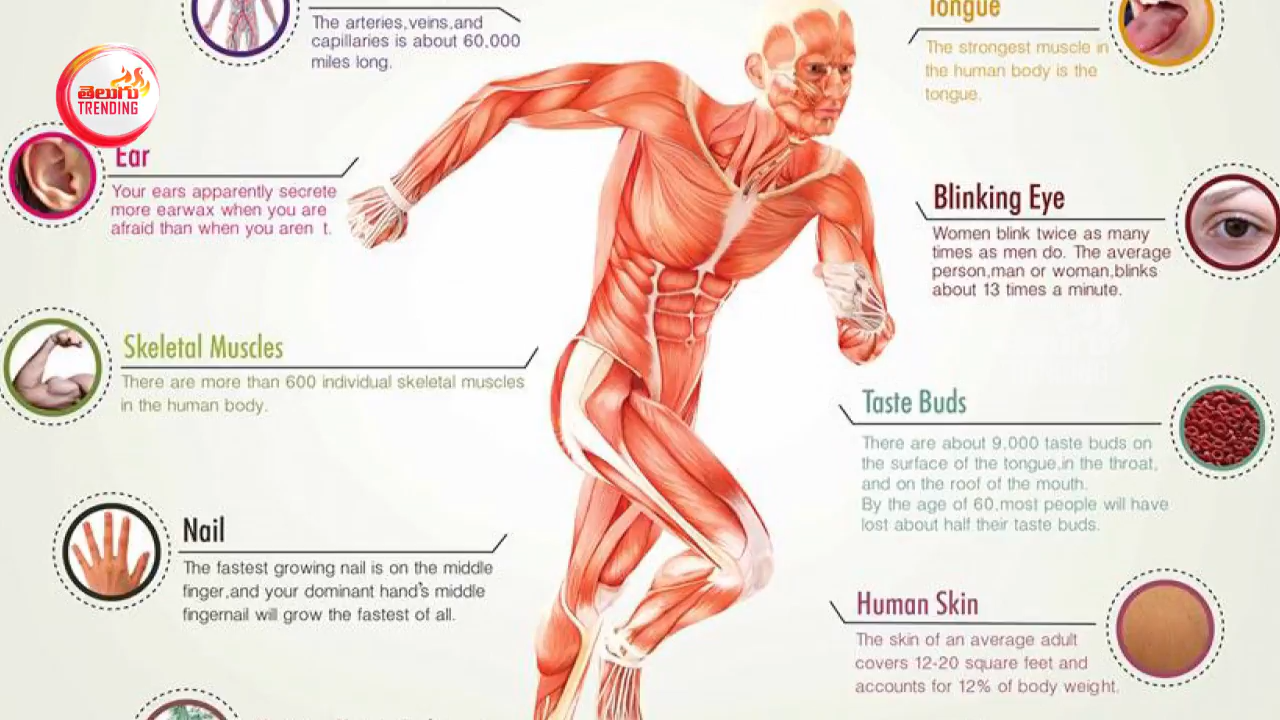 The arteries,veins,and
capillaries is about 60,000
miles long.
తెలుగు
TRENDING
Ear
Your ears apparently secrete
more earwax when you are
afraid than when you aren t.
Skeletal Muscles
There are more than 600 individual skeletal muscles
in the human body.
Nail
The fastest growing nail is on the middle
finger,and your dominant hand's middle
fingernail will grow the fastest of all.
Tongue
The strongest muscle in
the human body is the
tongue.
Blinking Eye
Women blink twice as many
times as men do. The average
person,man or woman,blinks
about 13 times a minute.
Taste Buds
There are about 9,000 taste buds on
the surface of the tongue,in the throat,
and on the roof of the mouth.
By the age of 60,most people will have
lost about half their taste buds.
Human Skin
The skin of an average adult
covers 12-20 square feet and
accounts for 12% of body weight.